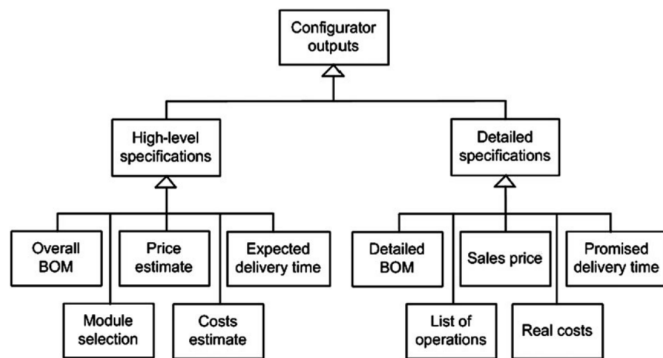 Configurator
outputs
High-level
specifications
Detailed
specifications
Overall
BOM
Price
estimate
Expected
delivery time
Detailed
BOM
Sales price
Promised
delivery time
Module
selection
Costs
estimate
List of
operations
Real costs